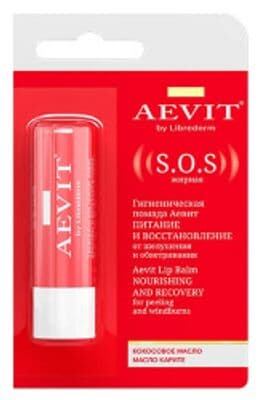 AEVIT®
by Librederm
S.O.S
Гигиеническая
помада Аевит
ПИТАНИЕ
И ВОССТАНОВЛЕНИЕ
от шелушения
и обветривания
Aevit Lip Balm
NOURISHING
AND RECOVERY
for peeling
and windburns
КОКОСОВОЕ МАСЛО
МАСЛО КАРИТЕ
AEVIT®